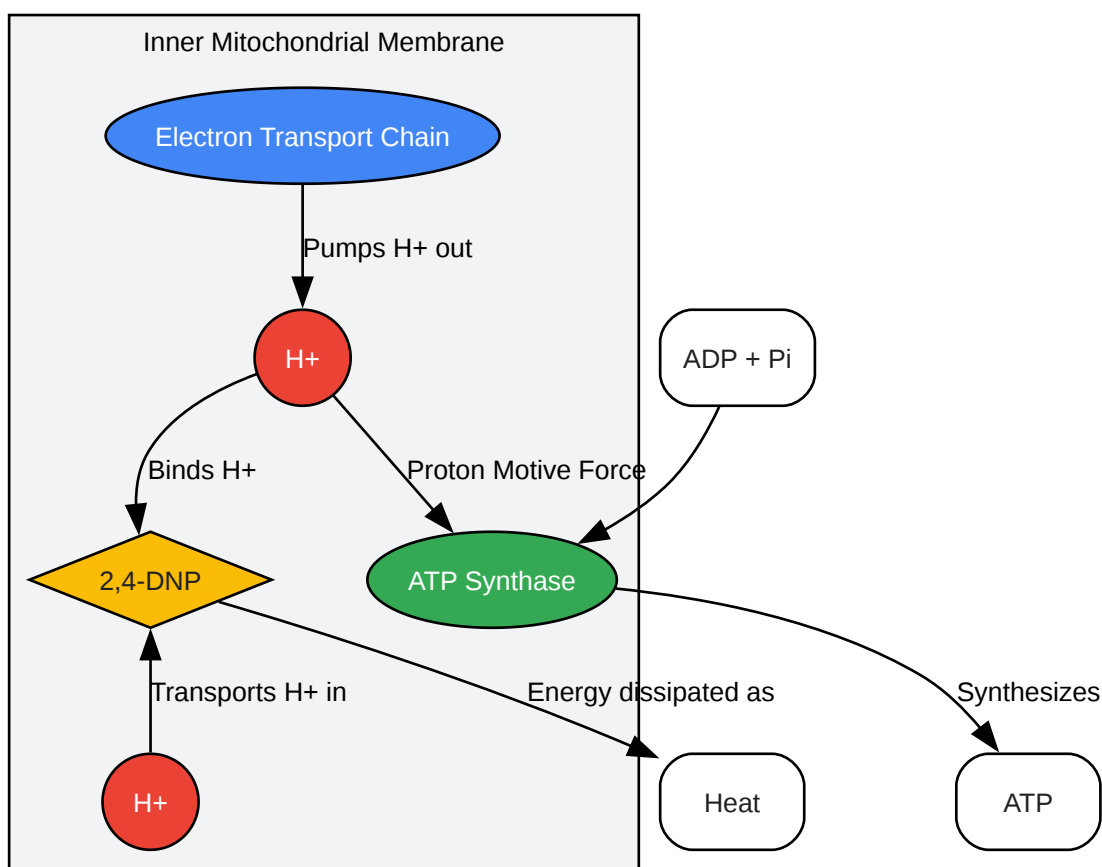 Inner Mitochondrial Membrane
Electron Transport Chain
Pumps H+ out
H+
ADP + Pi
Binds H+
Proton Motive Force
2,4-DNP
ATP Synthase
Transports H+ in
Energy dissipated as
Synthesizes
H+
Heat
ATP